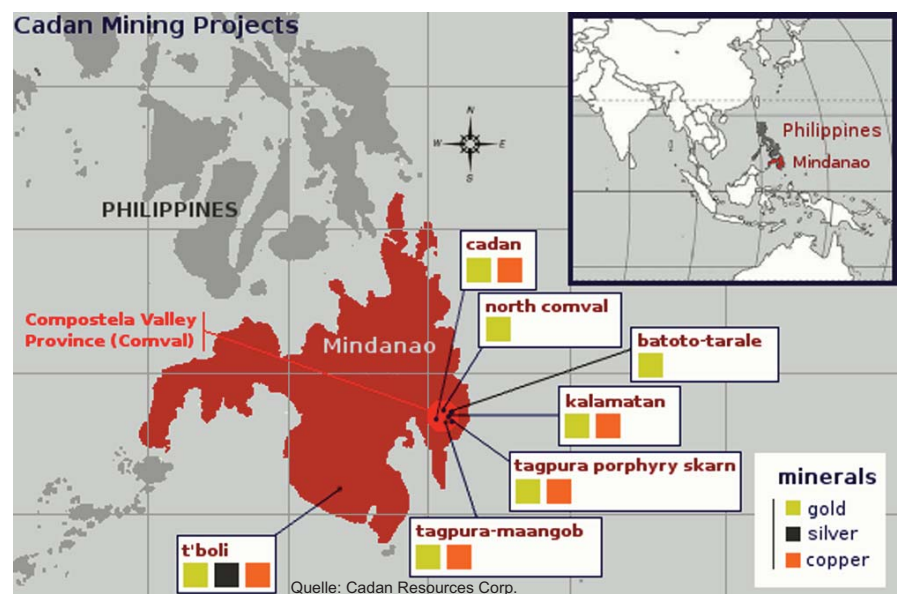 Cadan Mining Projects
N
W E
S
Philippines
Mindanao
PHILIPPINES
cadan
north comval
Compostela Valley
Province (Comval)
Mindanao
batoto-tarale
kalamatan
tagpura porphyry skarn
minerals
gold
silver
copper
tagpura-maangob
t'boli
Quelle: Cadan Resources Corp.